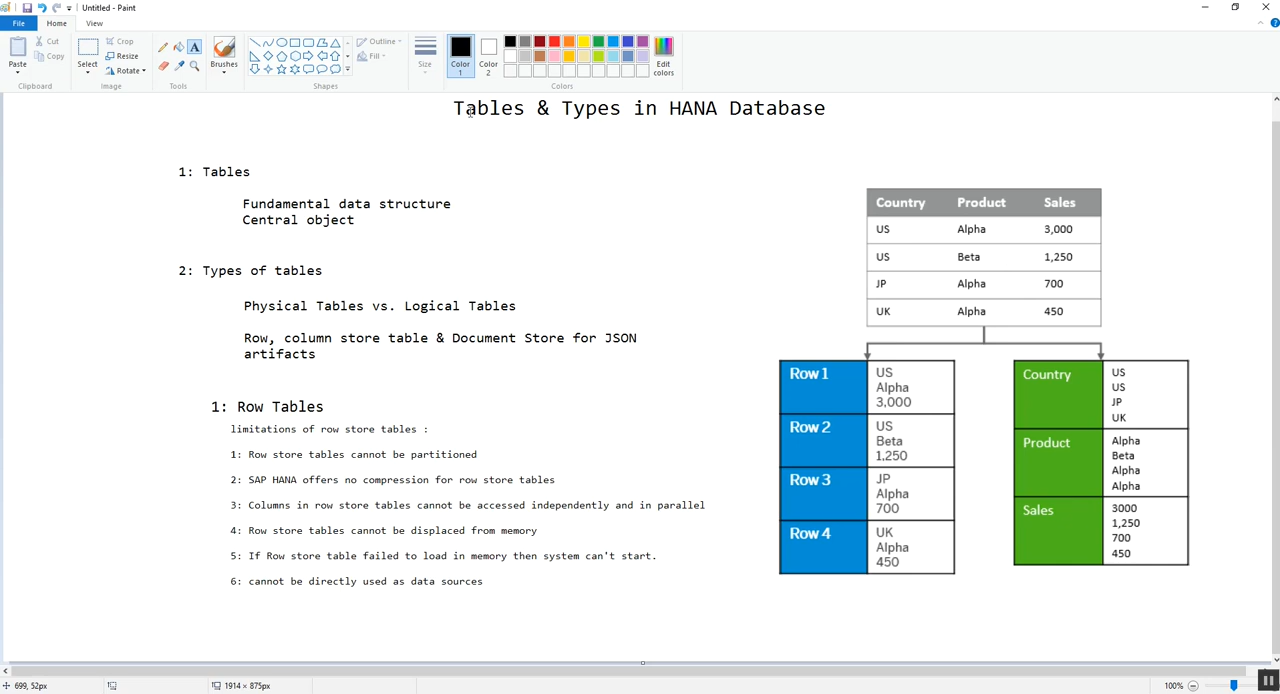 Untitled - Paint
File Home View
Paste
Cut
Copy
Clipboard
Select
Crop
Resize
Rotate
Image
A
Tools
Brushes
Outline
Fill
Shapes
Size
Color 1
Color 2
Edit colors
Colors
Tables & Types in HANA Database
1: Tables
Fundamental data structure
Central object
2: Types of tables
Physical Tables vs. Logical Tables
Row, column store table & Document Store for JSON
artifacts
1: Row Tables
limitations of row store tables :
1: Row store tables cannot be partitioned
2: SAP HANA offers no compression for row store tables
3: Columns in row store tables cannot be accessed independently and in parallel
4: Row store tables cannot be displaced from memory
5: If Row store table failed to load in memory then system can't start.
6: cannot be directly used as data sources
Country Product Sales
US Alpha 3,000
US Beta 1,250
JP Alpha 700
UK Alpha 450
Row 1
US
Alpha
3,000
Row 2
US
Beta
1,250
Row 3
JP
Alpha
700
Row 4
UK
Alpha
450
Country
US
US
JP
UK
Product
Alpha
Beta
Alpha
Alpha
Sales
3000
1,250
700
450
699, 52px
1914 × 875px
100%